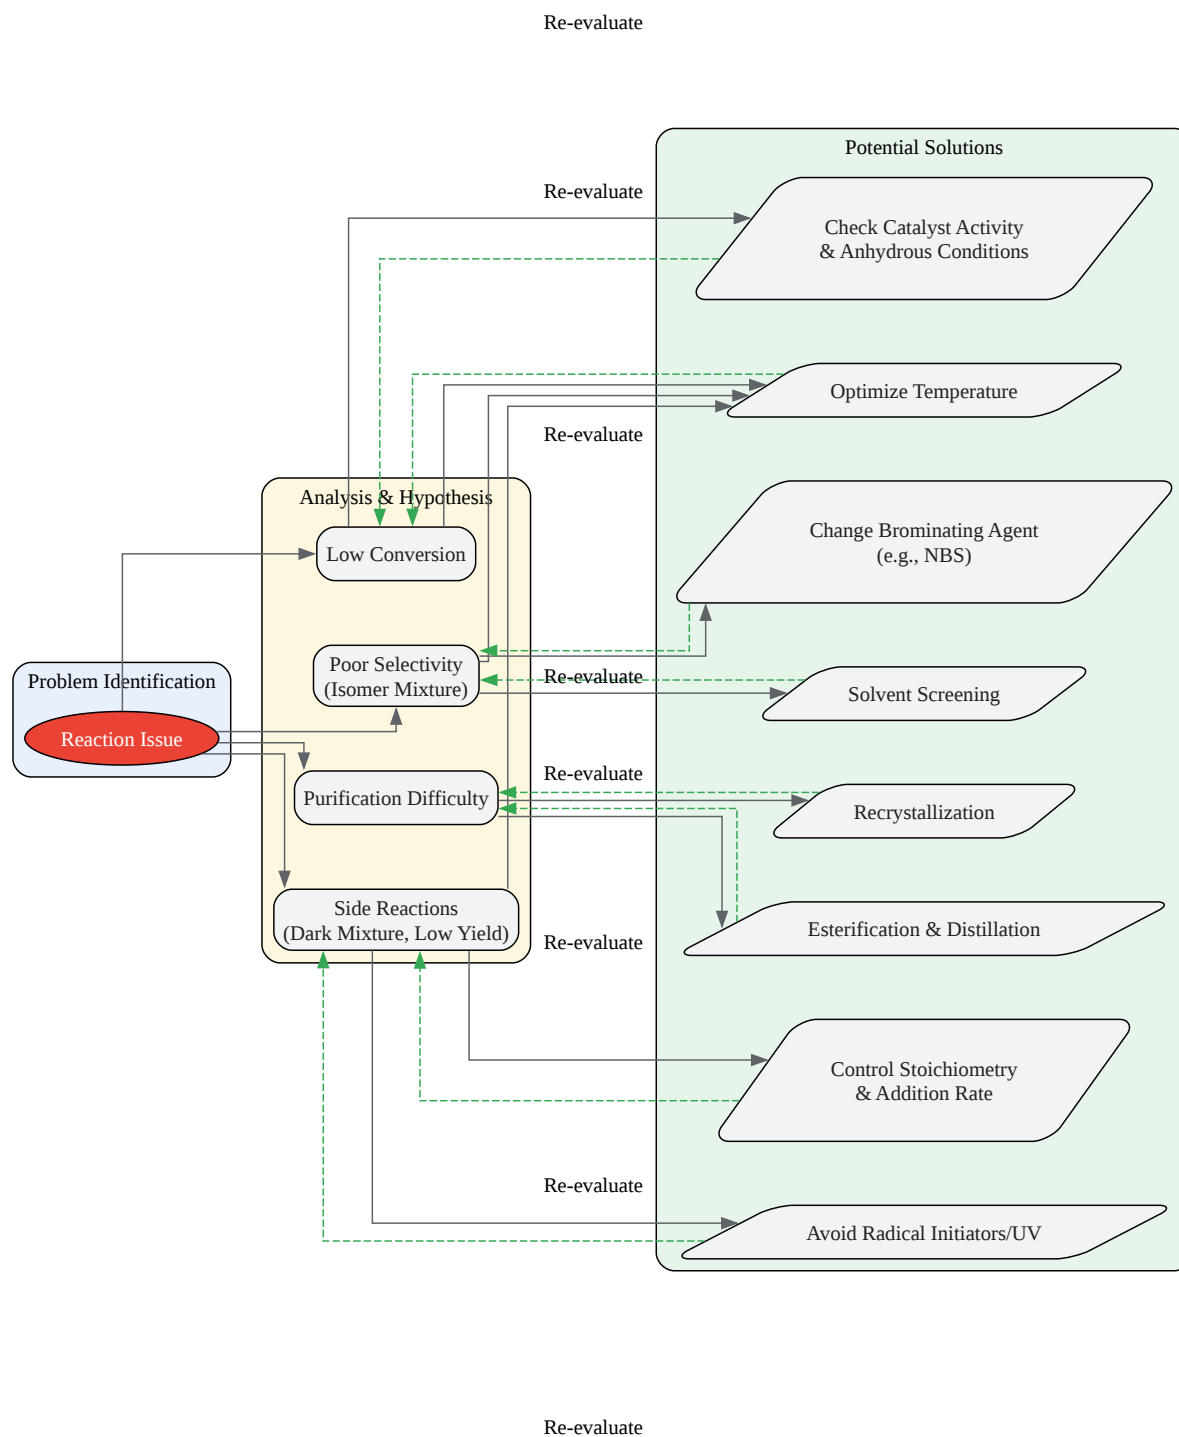 Re-evaluate
Potential Solutions
Re-evaluate
Check Catalyst Activity
& Anhydrous Conditions
Optimize Temperature
Re-evaluate
Analysis & Hypothesis
Low Conversion
Change Brominating Agent
(e.g., NBS)
Problem Identification
Reaction Issue
Poor Selectivity
(Isomer Mixture)
Re-evaluate
Solvent Screening
Re-evaluate
Purification Difficulty
Recrystallization
Side Reactions
(Dark Mixture, Low Yield)
Re-evaluate
Esterification & Distillation
Control Stoichiometry
& Addition Rate
Re-evaluate
Avoid Radical Initiators/UV
Re-evaluate